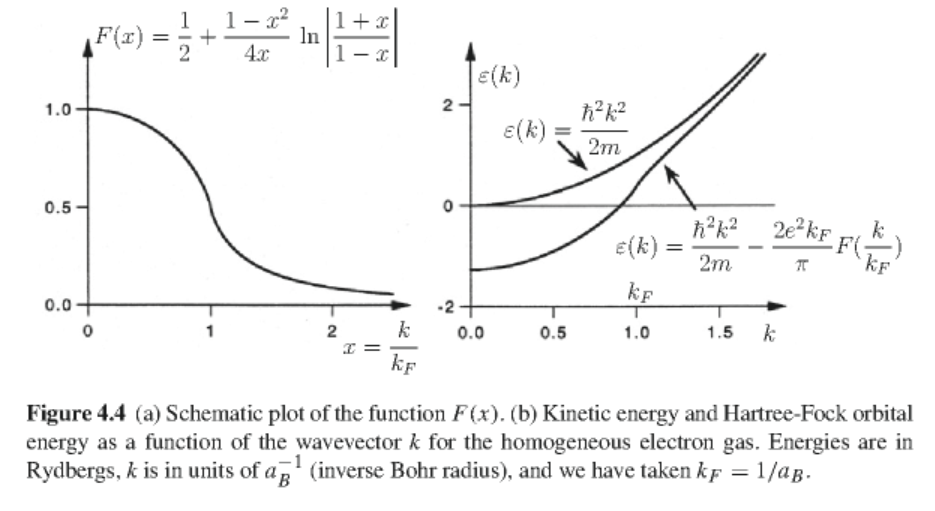 F(x) = 1/2 + (1 − x²)/(4x) ln |(1 + x)/(1 − x)|
1.0
0.5
0.0
0 1 2
x = k/k_F
ε(k)
2
0
-2
ε(k) = ħ²k²/2m
ε(k) = ħ²k²/2m − (2e²k_F/π) F(k/k_F)
k_F
0.0 0.5 1.0 1.5 k
Figure 4.4 (a) Schematic plot of the function F(x). (b) Kinetic energy and Hartree-Fock orbital
energy as a function of the wavevector k for the homogeneous electron gas. Energies are in
Rydbergs, k is in units of a_B⁻¹ (inverse Bohr radius), and we have taken k_F = 1/a_B.